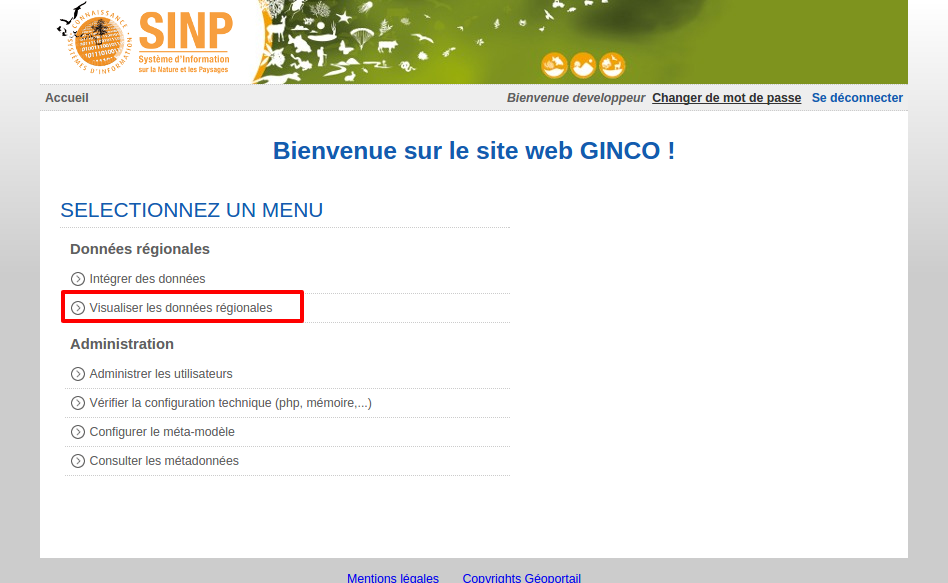 SINP
Système d'Information
sur la Nature et les Paysages
Accueil
Bienvenue developpeur Changer de mot de passe Se déconnecter
Bienvenue sur le site web GINCO !
SELECTIONNEZ UN MENU
Données régionales
Intégrer des données
Visualiser les données régionales
Administration
Administrer les utilisateurs
Vérifier la configuration technique (php, mémoire,...)
Configurer le méta-modèle
Consulter les métadonnées
Mentions légales Copyrights Géoportail